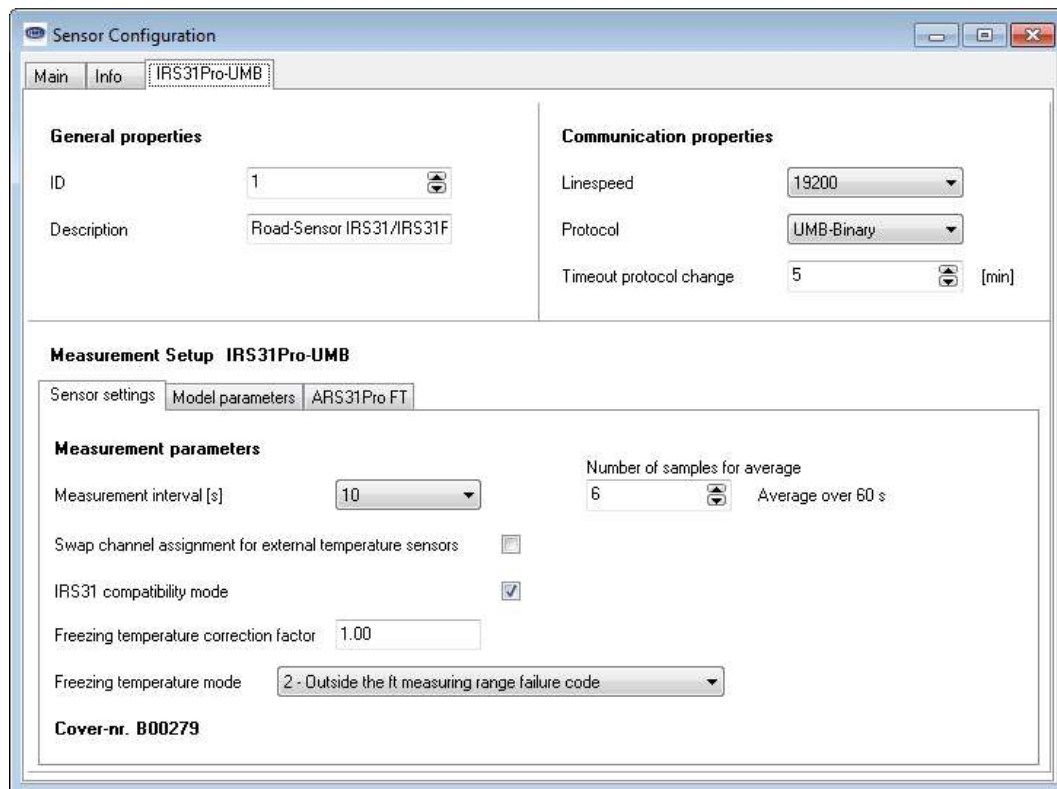 Sensor Configuration
Main Info IRS31Pro-UMB
General properties
ID 1
Description Road-Sensor IRS31/IRS31F
Communication properties
Linespeed 19200
Protocol UMB-Binary
Timeout protocol change 5 [min]
Measurement Setup IRS31Pro-UMB
Sensor settings Model parameters ARS31Pro FT
Measurement parameters
Number of samples for average
Measurement interval [s] 10 6 Average over 60 s
Swap channel assignment for external temperature sensors
IRS31 compatibility mode
Freezing temperature correction factor 1.00
Freezing temperature mode 2 - Outside the ft measuring range failure code
Cover-nr. B00279